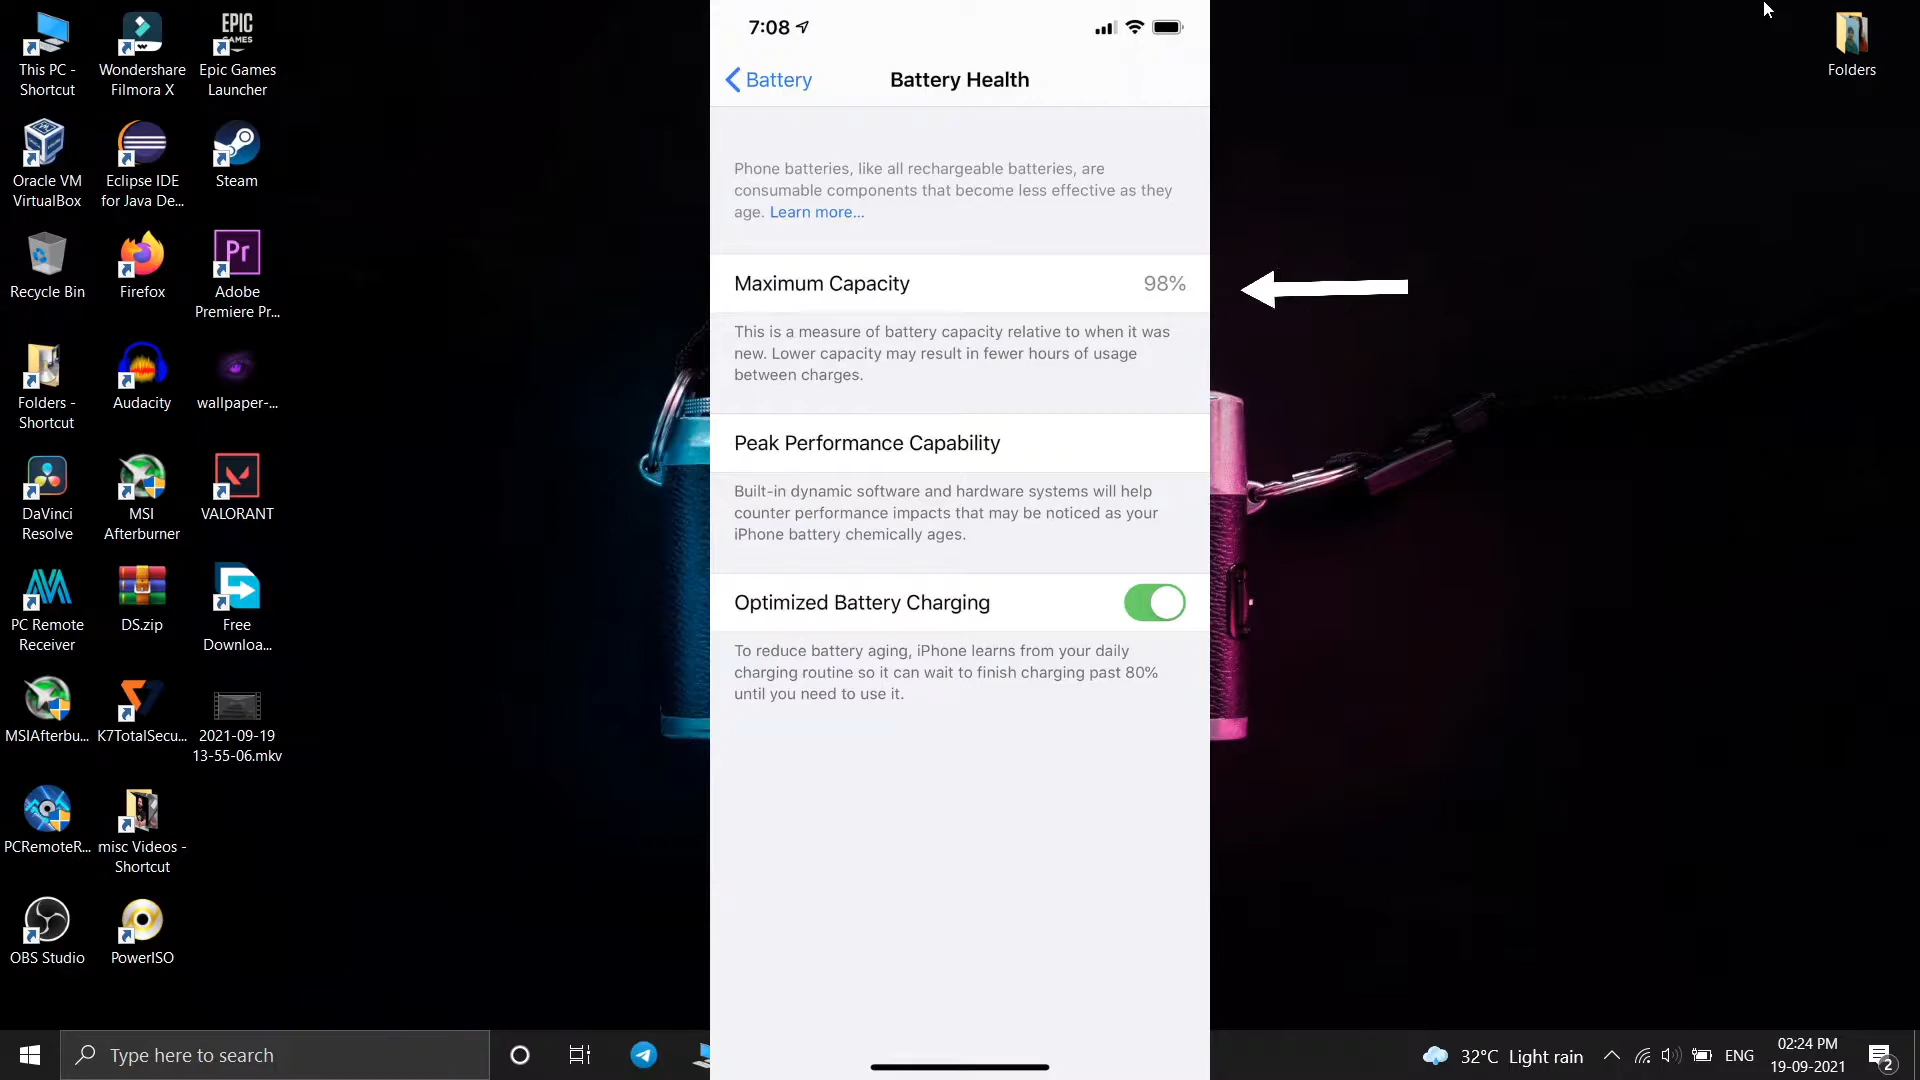 This PC -
Shortcut
Wondershare
Filmora X
EPIC
GAMES
Epic Games
Launcher
Oracle VM
VirtualBox
Eclipse IDE
for Java De...
Steam
Recycle Bin
Firefox
Pr
Adobe
Premiere Pr...
Folders -
Shortcut
Audacity
wallpaper-...
DaVinci
Resolve
MSI
Afterburner
VALORANT
PC Remote
Receiver
DS.zip
Free
Downloa...
MSIAfterbu...
K7TotalSecu...
2021-09-19
13-55-06.mkv
PCRemoteR...
misc Videos -
Shortcut
OBS Studio
PowerISO
7:08
Battery
Battery Health
Phone batteries, like all rechargeable batteries, are
consumable components that become less effective as they
age. Learn more...
Maximum Capacity 98%
This is a measure of battery capacity relative to when it was
new. Lower capacity may result in fewer hours of usage
between charges.
Peak Performance Capability
Built-in dynamic software and hardware systems will help
counter performance impacts that may be noticed as your
iPhone battery chemically ages.
Optimized Battery Charging
To reduce battery aging, iPhone learns from your daily
charging routine so it can wait to finish charging past 80%
until you need to use it.
Folders
Type here to search
32°C Light rain
ENG
02:24 PM
19-09-2021
2